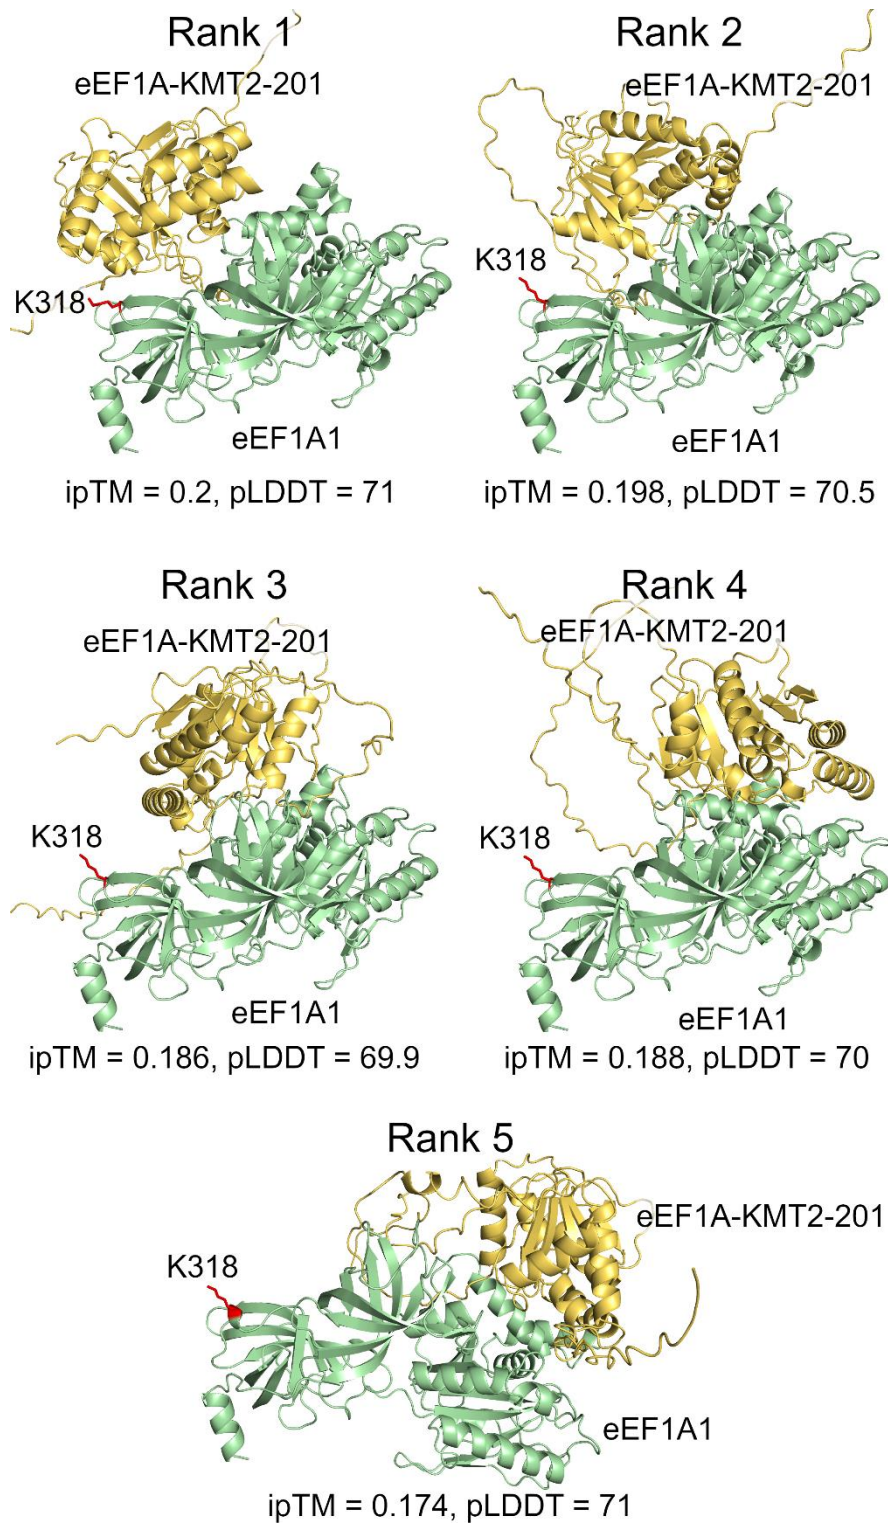 Rank 1
eEF1A-KMT2-201
K318
eEF1A1
ipTM = 0.2, pLDDT = 71
Rank 2
eEF1A-KMT2-201
K318
eEF1A1
ipTM = 0.198, pLDDT = 70.5
Rank 3
eEF1A-KMT2-201
K318
eEF1A1
ipTM = 0.186, pLDDT = 69.9
Rank 4
eEF1A-KMT2-201
K318
eEF1A1
ipTM = 0.188, pLDDT = 70
Rank 5
eEF1A-KMT2-201
K318
eEF1A1
ipTM = 0.174, pLDDT = 71